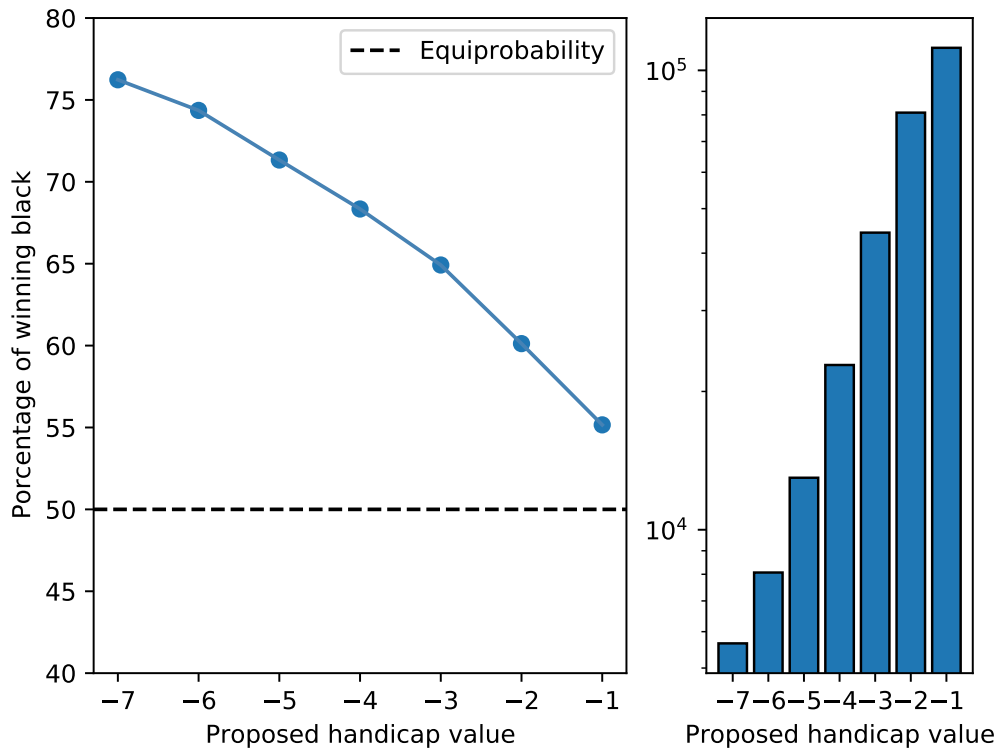 80
75
70
65
60
55
50
45
40
Porcentage of winning black
Equiprobability
−7 −6 −5 −4 −3 −2 −1
Proposed handicap value
10^5
10^4
−7 −6 −5 −4 −3 −2 −1
Proposed handicap value